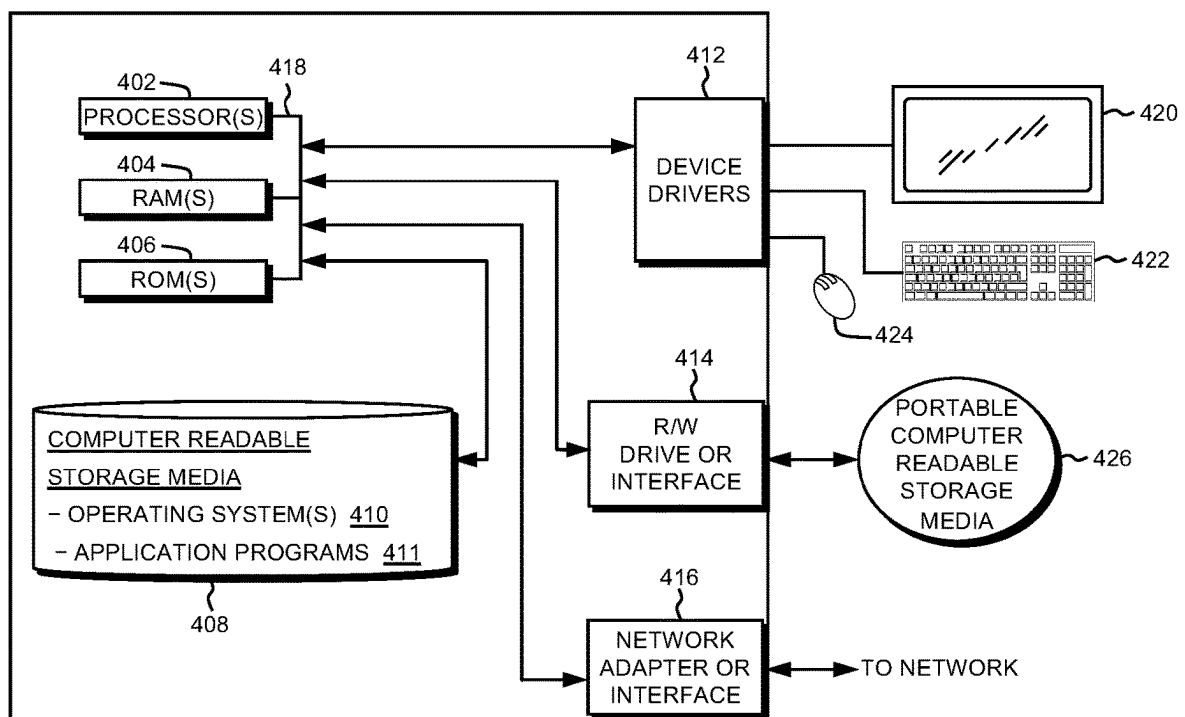 402
PROCESSOR(S)
418
404
RAM(S)
406
ROM(S)
412
DEVICE
DRIVERS
420
422
424
COMPUTER READABLE
STORAGE MEDIA
– OPERATING SYSTEM(S) 410
– APPLICATION PROGRAMS 411
408
414
R/W
DRIVE OR
INTERFACE
PORTABLE
COMPUTER
READABLE
STORAGE
MEDIA
426
416
NETWORK
ADAPTER OR
INTERFACE
TO NETWORK